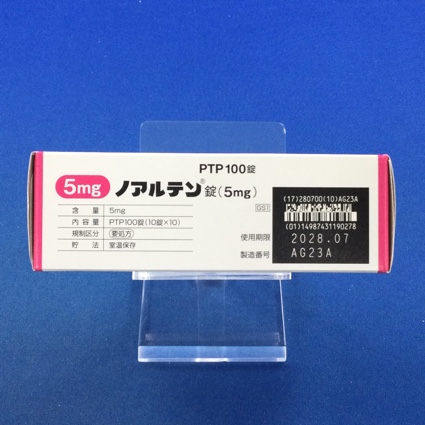 PTP100錠
5mg ノアルテン®錠(5mg)
含 量 5mg
内 容 量 PTP100錠(10錠×10)
規制区分 要処方
貯 法 室温保存
GS1
(17)280700(10)AG23A
(01)14987431190278
使用期限 2028.07
製造番号 AG23A